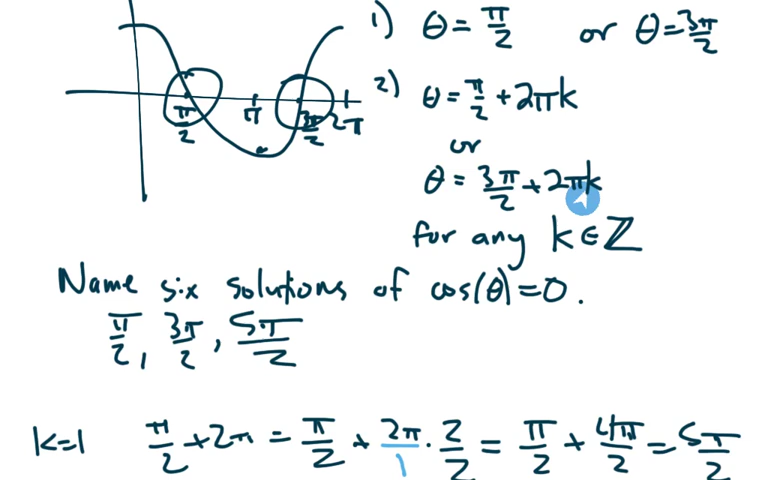 1) θ = π/2 or θ = 3π/2
2) θ = π/2 + 2πk
or
θ = 3π/2 + 2πk
for any k ∈ ℤ
π/2 π 3π/2 2π
Name six solutions of cos(θ) = 0.
π/2, 3π/2, 5π/2
k=1 π/2 + 2π = π/2 + 2π/1 · 2/2 = π/2 + 4π/2 = 5π/2